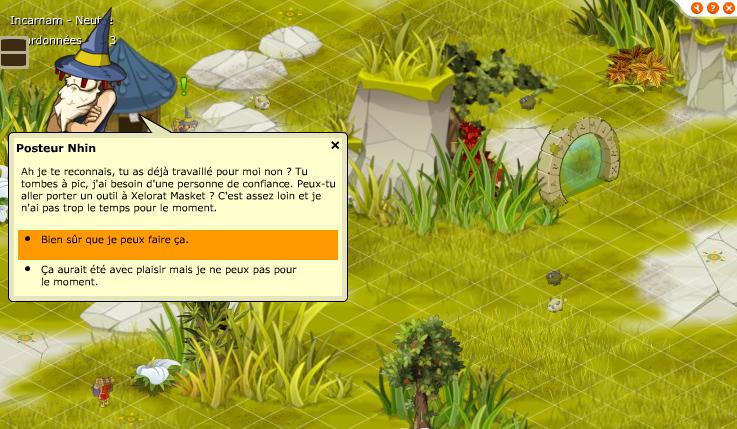 Incarnam - Neutre
ordonnées 3
Posteur Nhin
Ah je te reconnais, tu as déjà travaillé pour moi non ? Tu
tombes à pic, j'ai besoin d'une personne de confiance. Peux-tu
aller porter un outil à Xelorat Masket ? C'est assez loin et je
n'ai pas trop le temps pour le moment.
• Bien sûr que je peux faire ça.
• Ça aurait été avec plaisir mais je ne peux pas pour
le moment.